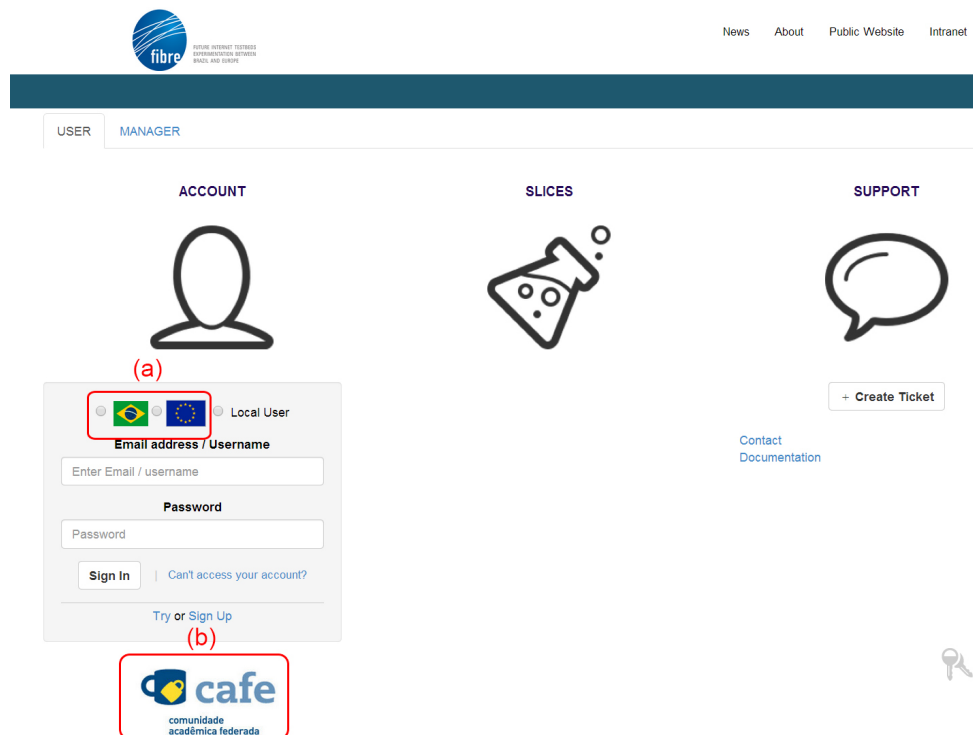 News About Public Website Intranet
fibre
FUTURE INTERNET TESTBEDS
EXPERIMENTATION BETWEEN
BRAZIL AND EUROPE
USER MANAGER
ACCOUNT SLICES SUPPORT
(a)
Local User
+ Create Ticket
Email address / Username
Contact
Enter Email / username
Documentation
Password
Password
Sign In | Can't access your account?
Try or Sign Up
(b)
cafe
comunidade
acadêmica federada